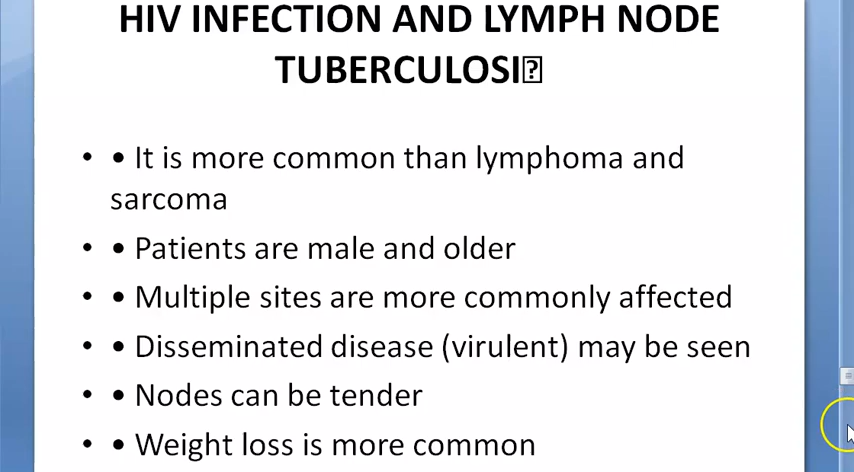 HIV INFECTION AND LYMPH NODE
TUBERCULOSI�
• • It is more common than lymphoma and
sarcoma
• • Patients are male and older
• • Multiple sites are more commonly affected
• • Disseminated disease (virulent) may be seen
• • Nodes can be tender
• • Weight loss is more common